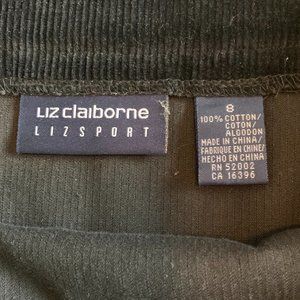 LIZ CLAIBORNE
LIZSPORT
8
100% COTTON/
COTON/
ALGODON
MADE IN CHINA/
FABRIQUE EN CHINE/
HECHO EN CHINA
RN 52002
CA 16396